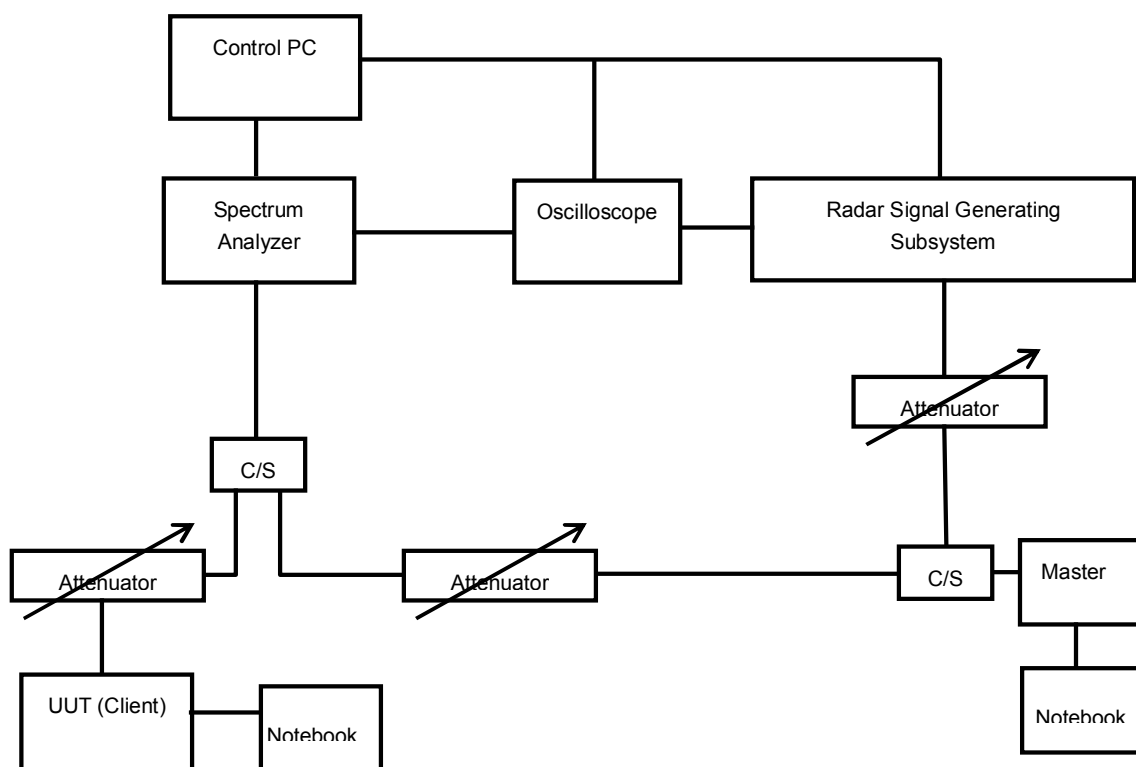 Control PC
Spectrum
Analyzer
Oscilloscope
Radar Signal Generating
Subsystem
Attenuator
C/S
Attenuator
Attenuator
C/S
Master
UUT (Client)
Notebook
Notebook